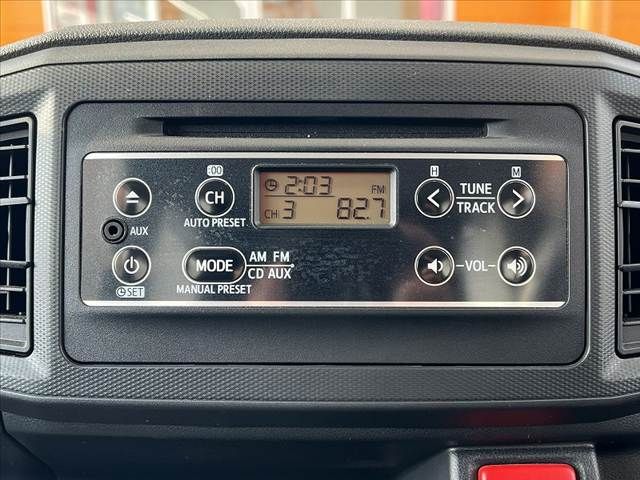 :00
H
M
2:03
FM
CH 3
82.7
CH
AUTO PRESET
AUX
SET
MODE
MANUAL PRESET
AM FM
CD AUX
< TUNE TRACK >
-VOL-